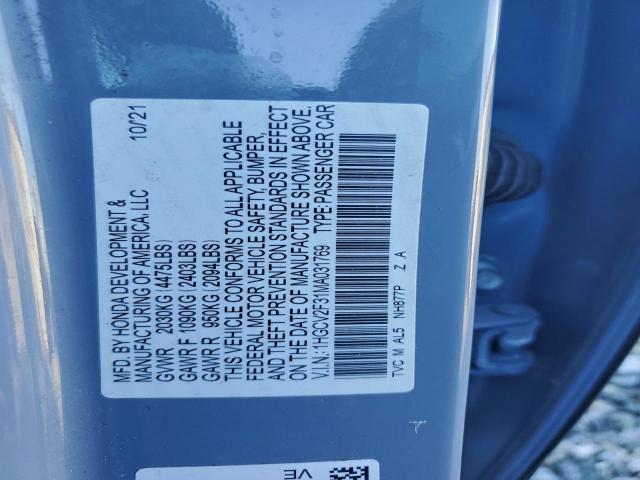 MFD. BY HONDA DEVELOPMENT &
MANUFACTURING OF AMERICA, LLC 10/21
GVWR 2030KG (4475LBS)
GAWR F 1090KG (2403LBS)
GAWR R 950KG (2094LBS)
THIS VEHICLE CONFORMS TO ALL APPLICABLE
FEDERAL MOTOR VEHICLE SAFETY, BUMPER,
AND THEFT PREVENTION STANDARDS IN EFFECT
ON THE DATE OF MANUFACTURE SHOWN ABOVE.
V.I.N.: 1HGCV2F31MA031769 TYPE: PASSENGER CAR
TVC M AL5 NH877P Z A
VE